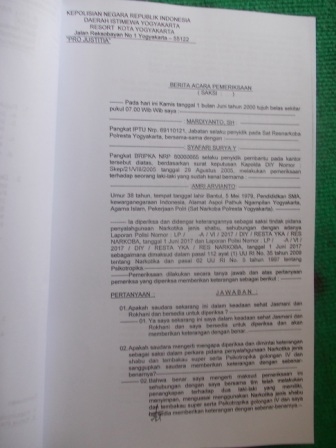 KEPOLISIAN NEGARA REPUBLIK INDONESIA
DAERAH ISTIMEWA YOGYAKARTA
RESORT KOTA YOGYAKARTA
Jalan Reksobayan No 1 Yogyakarta – 55122
"PRO JUSTITIA"
BERITA ACARA PEMERIKSAAN
( SAKSI )
Pada hari ini Kamis tanggal 1 bulan Juni tahun 2000 tujuh belas sekitar
pukul 07.00 Wib Wib saya
MARDIYANTO, SH
Pangkat IPTU Nrp. 69110121, Jabatan selaku penyidik pada Sat Resnarkoba
Polresta Yogyakarta, bersama-sama dengan
SYAFARI SURYA Y
Pangkat BRIPKA NRP selaku penyidik pembantu pada kantor
tersebut diatas, berdasarkan surat keputusan Kapolda DIY Nomor :
tanggal 29 Agustus 2005, melakukan pemeriksaan
terhadap seorang laki-laki yang sudah kenal bernama
ARIS ARVIANTO
Umur 39 tahun, tempat tanggal lahir Bantul, 5 Mei 1978, Pendidikan SMA,
kewarganegaraan Indonesia, Alamat Aspol Patuk Ngampilan Yogyakarta,
Agama Islam, Pekerjaan Polri (Sat Narkoba Polresta Yogyakarta).
Ia diperiksa dan didengar keterangannya sebagai saksi tindak pidana
penyalahgunaan Narkotika jenis shabu, sehubungan dengan adanya
Laporan Polisi Nomor : LP / -A / VI / 2017 / DIY / RESTA YKA / RES
NARKOBA, tanggal 1 Juni 2017 dan Laporan Polisi Nomor : LP / -A / VI /
2017 / DIY / RESTA YKA / RES NARKOBA, tanggal 1 Juni 2017
sebagaimana dimaksud dalam pasal 112 ayat (1) UU RI No. 35 tahun 2009
tentang Narkotika dan pasal 62 UU RI No. 5 tahun 1997 tentang
Psikotropika.
Pemeriksaan dilakukan secara tanya jawab dan atas pertanyaan
pemeriksa yang diperiksa memberikan keterangan sebagai berikut
PERTANYAAN : J A W A B A N :
01. Apakah saudara sekarang ini dalam keadaan sehat Jasmani dan
Rokhani dan bersedia untuk diperiksa ?
01. Ya saya sekarang ini saya dalam keadaan sehat Jasmani dan
Rokhani dan saya bersedia untuk diperiksa dan akan
memberikan keterangan dengan benar.
02. Apakah saudara mengerti mengapa diperiksa dan dimintai keterangan
sebagai saksi dalam perkara pidana penyalahgunaan Narkotika jenis
shabu dan tembakau super serta Psikotropika golongan IV dan
sanggupkah saudara memberikan keterangan dengan sebenar-
benarnya?
02. Bahwa benar saya mengerti maksud pemeriksaan ini
sehubungan dengan saya bersama tim telah melakukan
penangkapan terhadap dua laki-laki yang memiliki,
menyimpan, menguasai menggunakan Narkotika jenis shabu
dan tembakau super serta Psikotropika golongan IV dan saya
memberikan keterangan dengan sebenar-benarnya